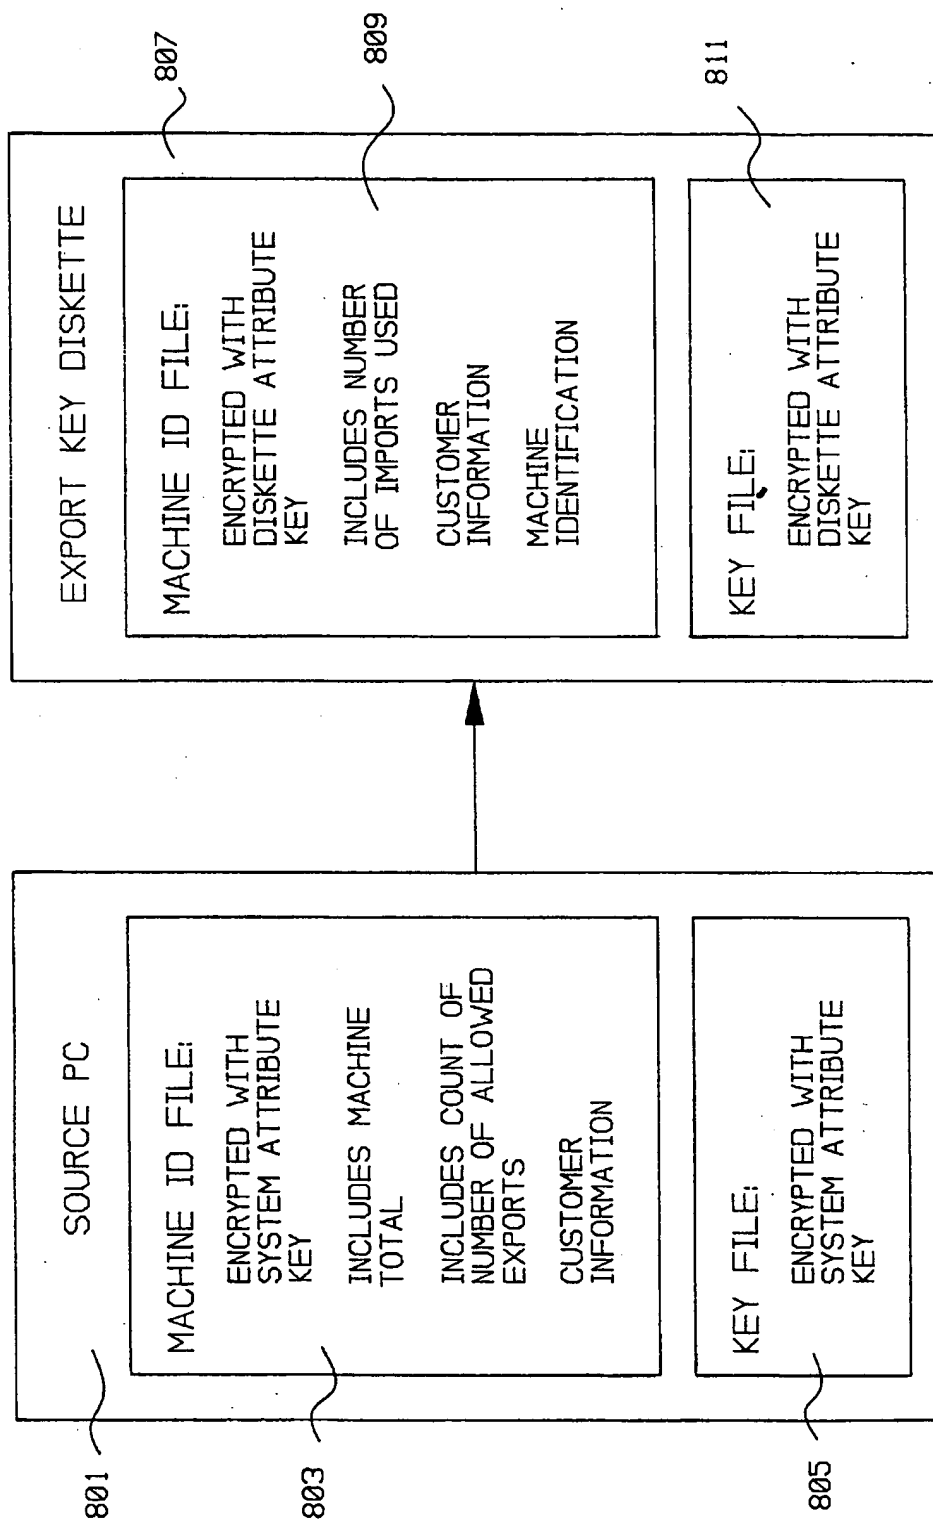 801
SOURCE PC
803
MACHINE ID FILE:
ENCRYPTED WITH
SYSTEM ATTRIBUTE
KEY
INCLUDES MACHINE
TOTAL
INCLUDES COUNT OF
NUMBER OF ALLOWED
EXPORTS
CUSTOMER
INFORMATION
805
KEY FILE:
ENCRYPTED WITH
SYSTEM ATTRIBUTE
KEY
EXPORT KEY DISKETTE
807
MACHINE ID FILE:
ENCRYPTED WITH
DISKETTE ATTRIBUTE
KEY
INCLUDES NUMBER
OF IMPORTS USED
CUSTOMER
INFORMATION
MACHINE
IDENTIFICATION
809
KEY FILE:
ENCRYPTED WITH
DISKETTE ATTRIBUTE
KEY
811